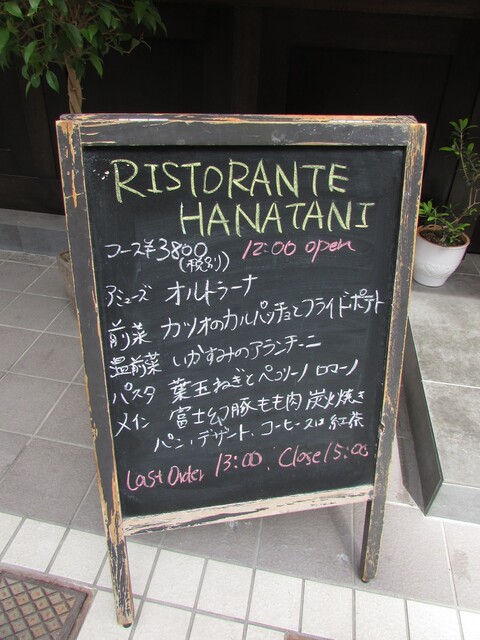 RISTORANTE
HANATANI
コース¥3800 12:00 open
(税別)
アミューズ オルトラーナ
前菜 カツオのカルパッチョとフライドポテト
温前菜 いかすみのアランチーニ
パスタ 葉玉ねぎとペコリーノロマーノ
メイン 富士幻豚もも肉炭火焼き
パン、デザート、コーヒー又は紅茶
Last Order 13:00. Close 15:00